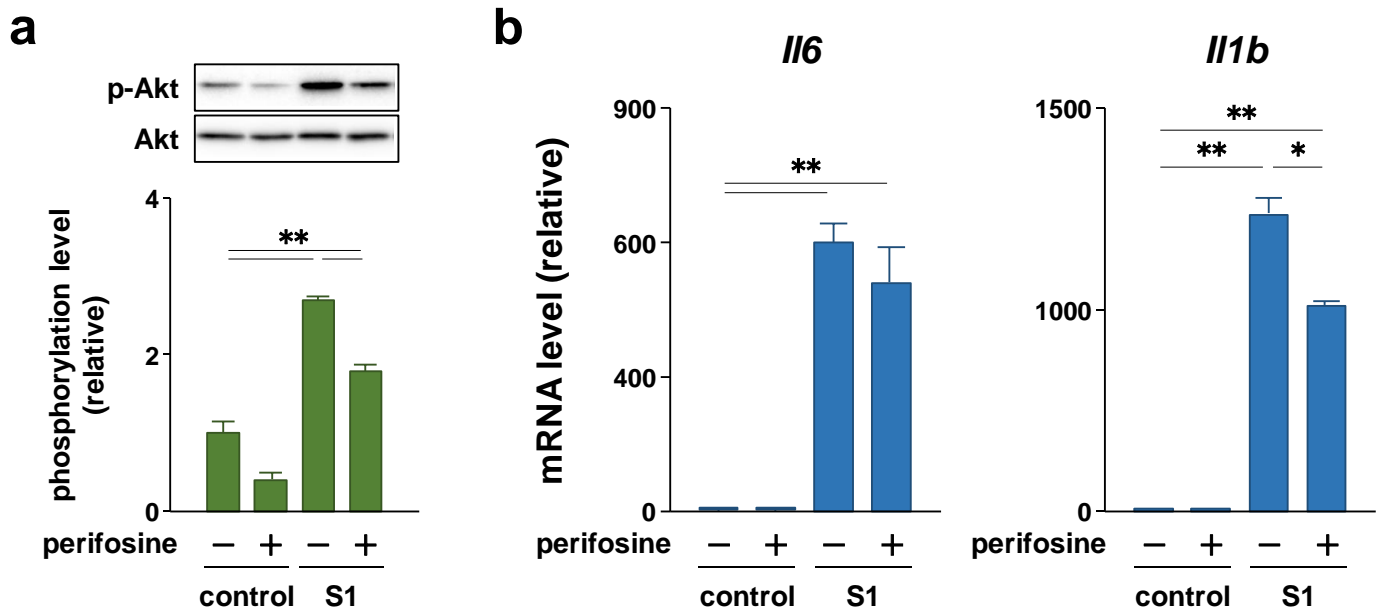 a
p-Akt
Akt
phosphorylation level
(relative)
4
2
0
**
perifosine − + − +
control S1
b
mRNA level (relative)
Il6
900
600
400
0
**
perifosine − + − +
control S1
Il1b
1500
1000
0
**
** *
perifosine − + − +
control S1